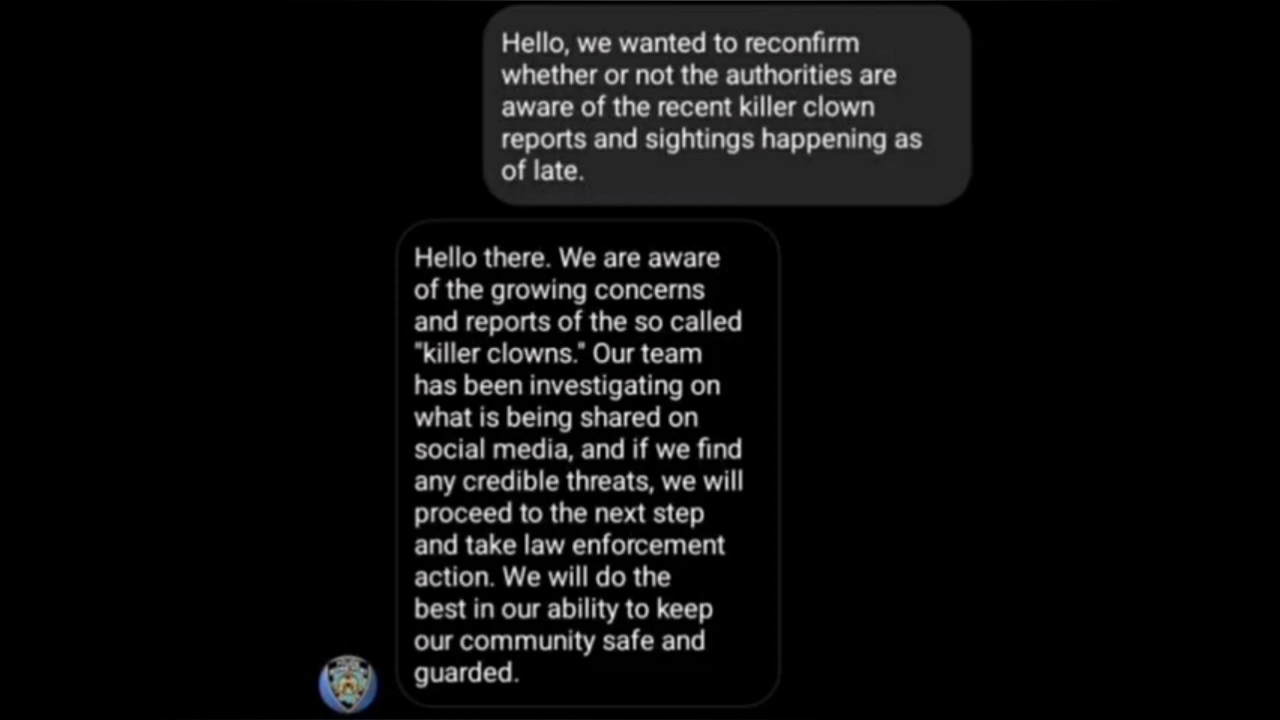 Hello, we wanted to reconfirm
whether or not the authorities are
aware of the recent killer clown
reports and sightings happening as
of late.
Hello there. We are aware
of the growing concerns
and reports of the so called
"killer clowns." Our team
has been investigating on
what is being shared on
social media, and if we find
any credible threats, we will
proceed to the next step
and take law enforcement
action. We will do the
best in our ability to keep
our community safe and
guarded.